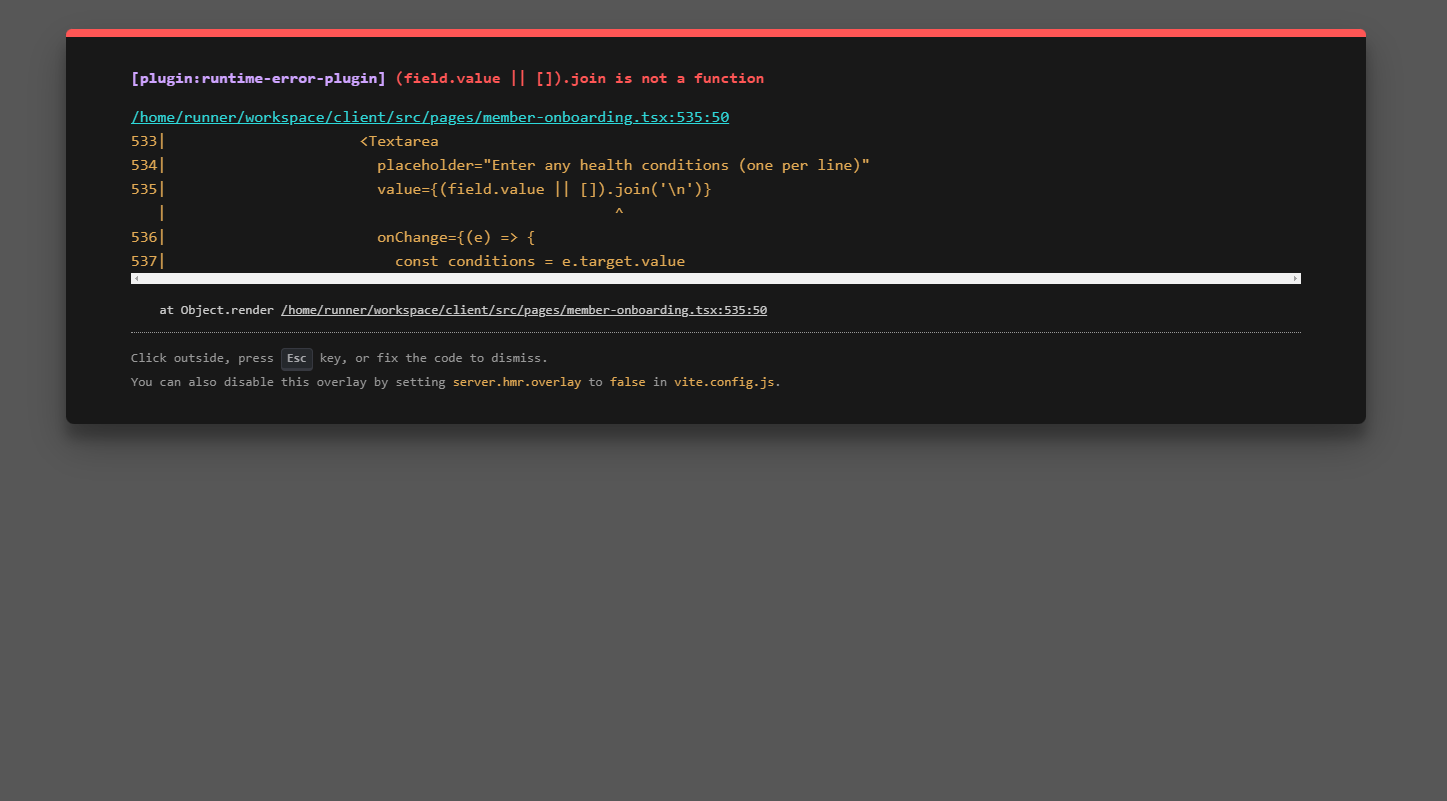 [plugin:runtime-error-plugin] (field.value || []).join is not a function
/home/runner/workspace/client/src/pages/member-onboarding.tsx:535:50
533|                      <Textarea
534|                        placeholder="Enter any health conditions (one per line)"
535|                        value={(field.value || []).join('\n')}
   |                                                   ^
536|                        onChange={(e) => {
537|                          const conditions = e.target.value
at Object.render /home/runner/workspace/client/src/pages/member-onboarding.tsx:535:50
Click outside, press Esc key, or fix the code to dismiss.
You can also disable this overlay by setting server.hmr.overlay to false in vite.config.js.